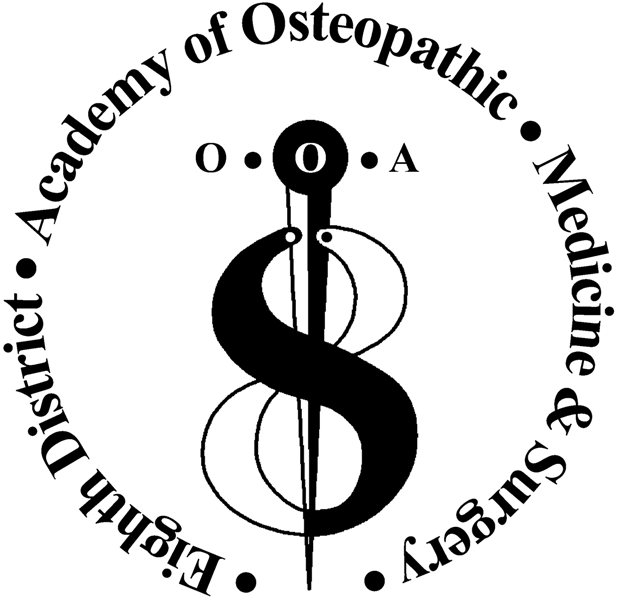 • Eighth District • Academy of Osteopathic • Medicine & Surgery •
O • O • A